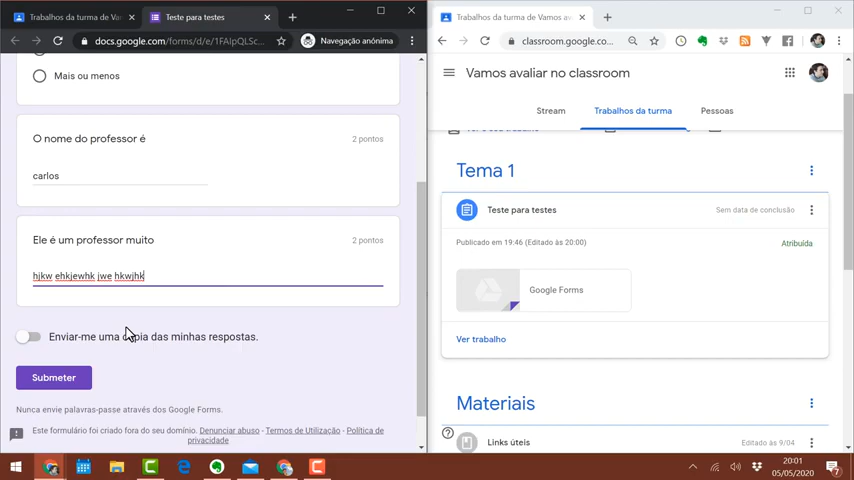 Trabalhos da turma de Va
Teste para testes
docs.google.com/forms/d/e/1FAIpQLSc...
Navegação anónima
Mais ou menos
O nome do professor é
2 pontos
carlos
Ele é um professor muito
2 pontos
hjkw ehkjewhk jwe hkwjhk
Enviar-me uma cópia das minhas respostas.
Submeter
Nunca envie palavras-passe através dos Google Forms.
Este formulário foi criado fora do seu domínio. Denunciar abuso - Termos de Utilização - Política de
privacidade
Trabalhos da turma de Vamos av
classroom.google.co...
Vamos avaliar no classroom
Stream
Trabalhos da turma
Pessoas
Tema 1
Teste para testes
Sem data de conclusão
Publicado em 19:46 (Editado às 20:00)
Atribuída
Google Forms
Ver trabalho
Materiais
Links úteis
Editado às 9/04
20:01
05/05/2020
7